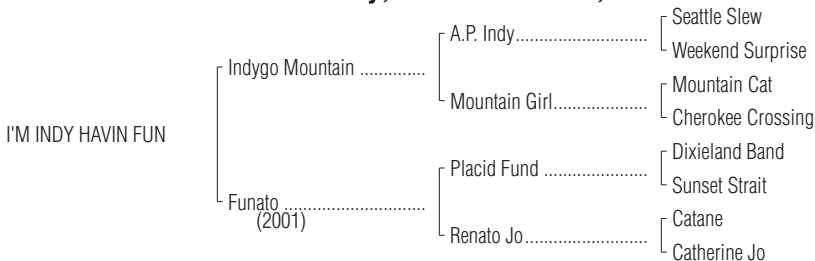 Seattle Slew
A.P. Indy
Weekend Surprise
Indygo Mountain
Mountain Cat
Mountain Girl
Cherokee Crossing
I'M INDY HAVIN FUN
Dixieland Band
Placid Fund
Sunset Strait
Funato
(2001)
Catane
Renato Jo
Catherine Jo